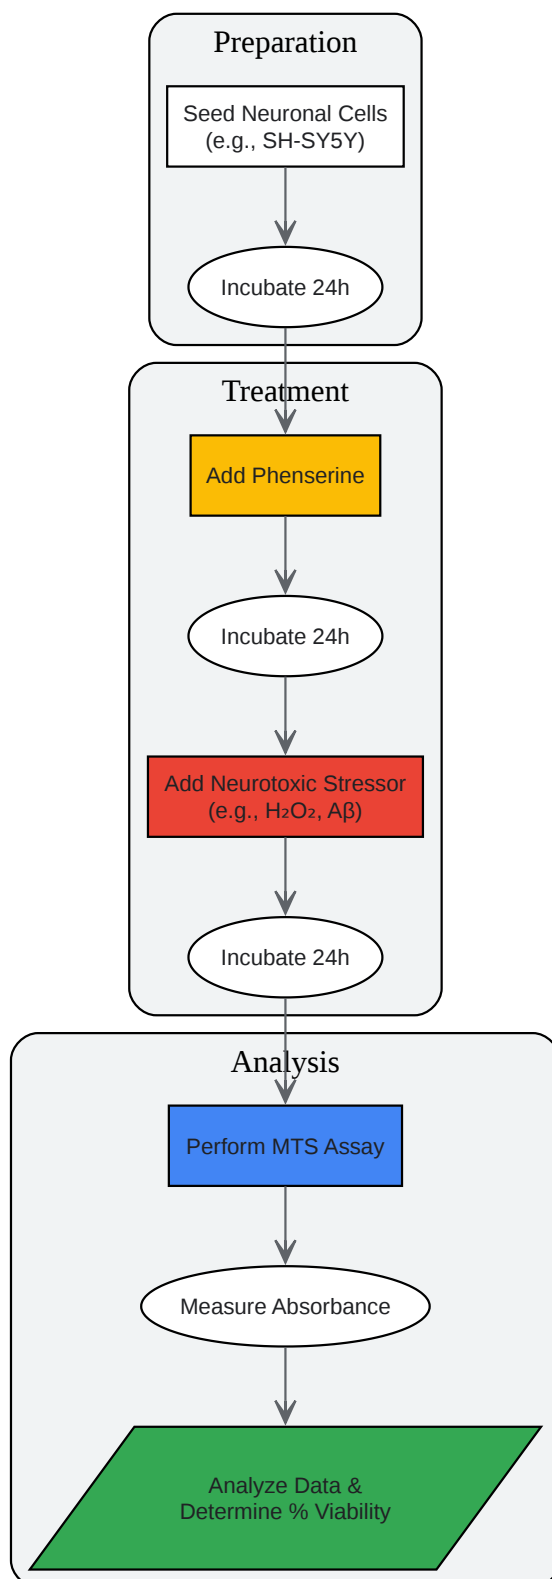 Preparation
Seed Neuronal Cells
(e.g., SH-SY5Y)
Incubate 24h
Treatment
Add Phenserine
Incubate 24h
Add Neurotoxic Stressor
(e.g., H₂O₂, Aβ)
Incubate 24h
Analysis
Perform MTS Assay
Measure Absorbance
Analyze Data &
Determine % Viability